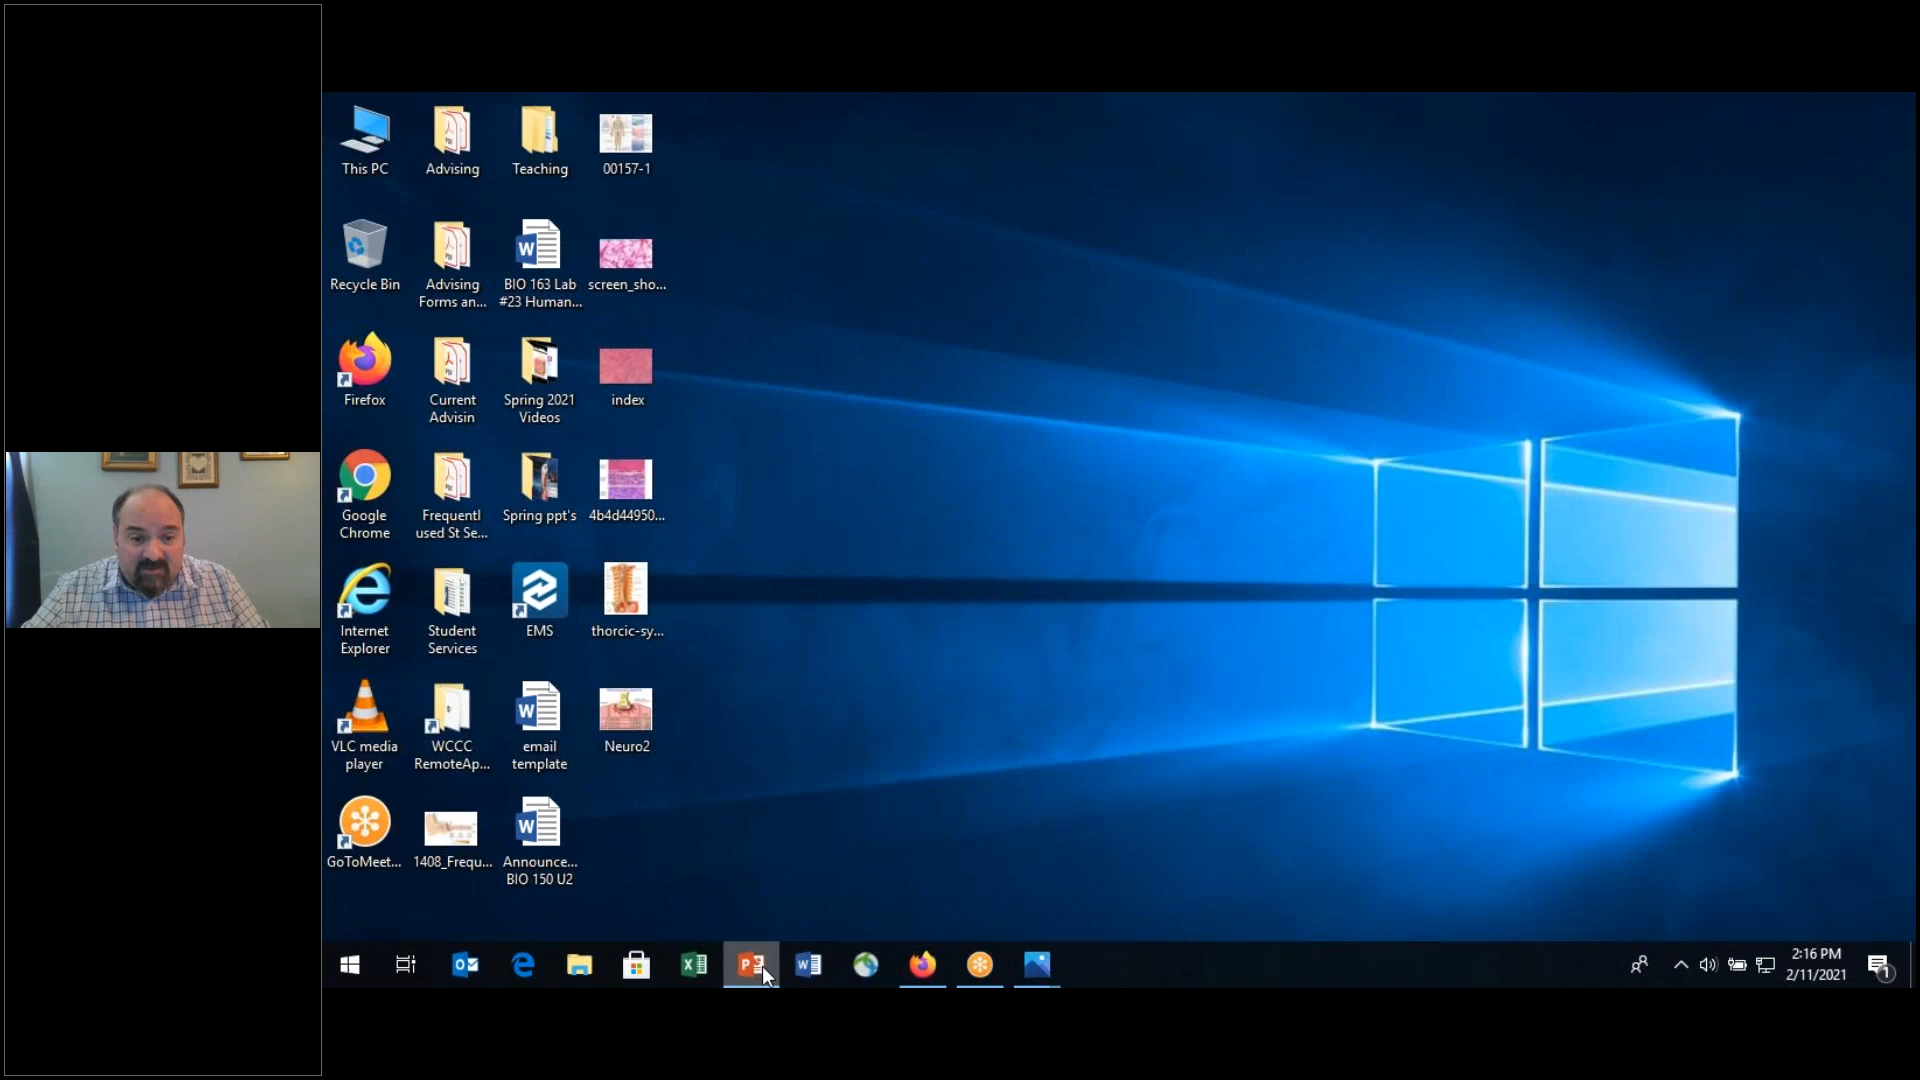 This PC
Advising
Teaching
00157-1
Recycle Bin
Advising
Forms an...
BIO 163 Lab
#23 Human...
screen_sho...
Firefox
Current
Advisin
Spring 2021
Videos
index
Google
Chrome
Frequentl
used St Se...
Spring ppt's
4b4d44950...
Internet
Explorer
Student
Services
EMS
thorcic-sy...
VLC media
player
WCCC
RemoteAp...
email
template
Neuro2
GoToMeet...
1408_Frequ...
Announce...
BIO 150 U2
2:16 PM
2/11/2021
1